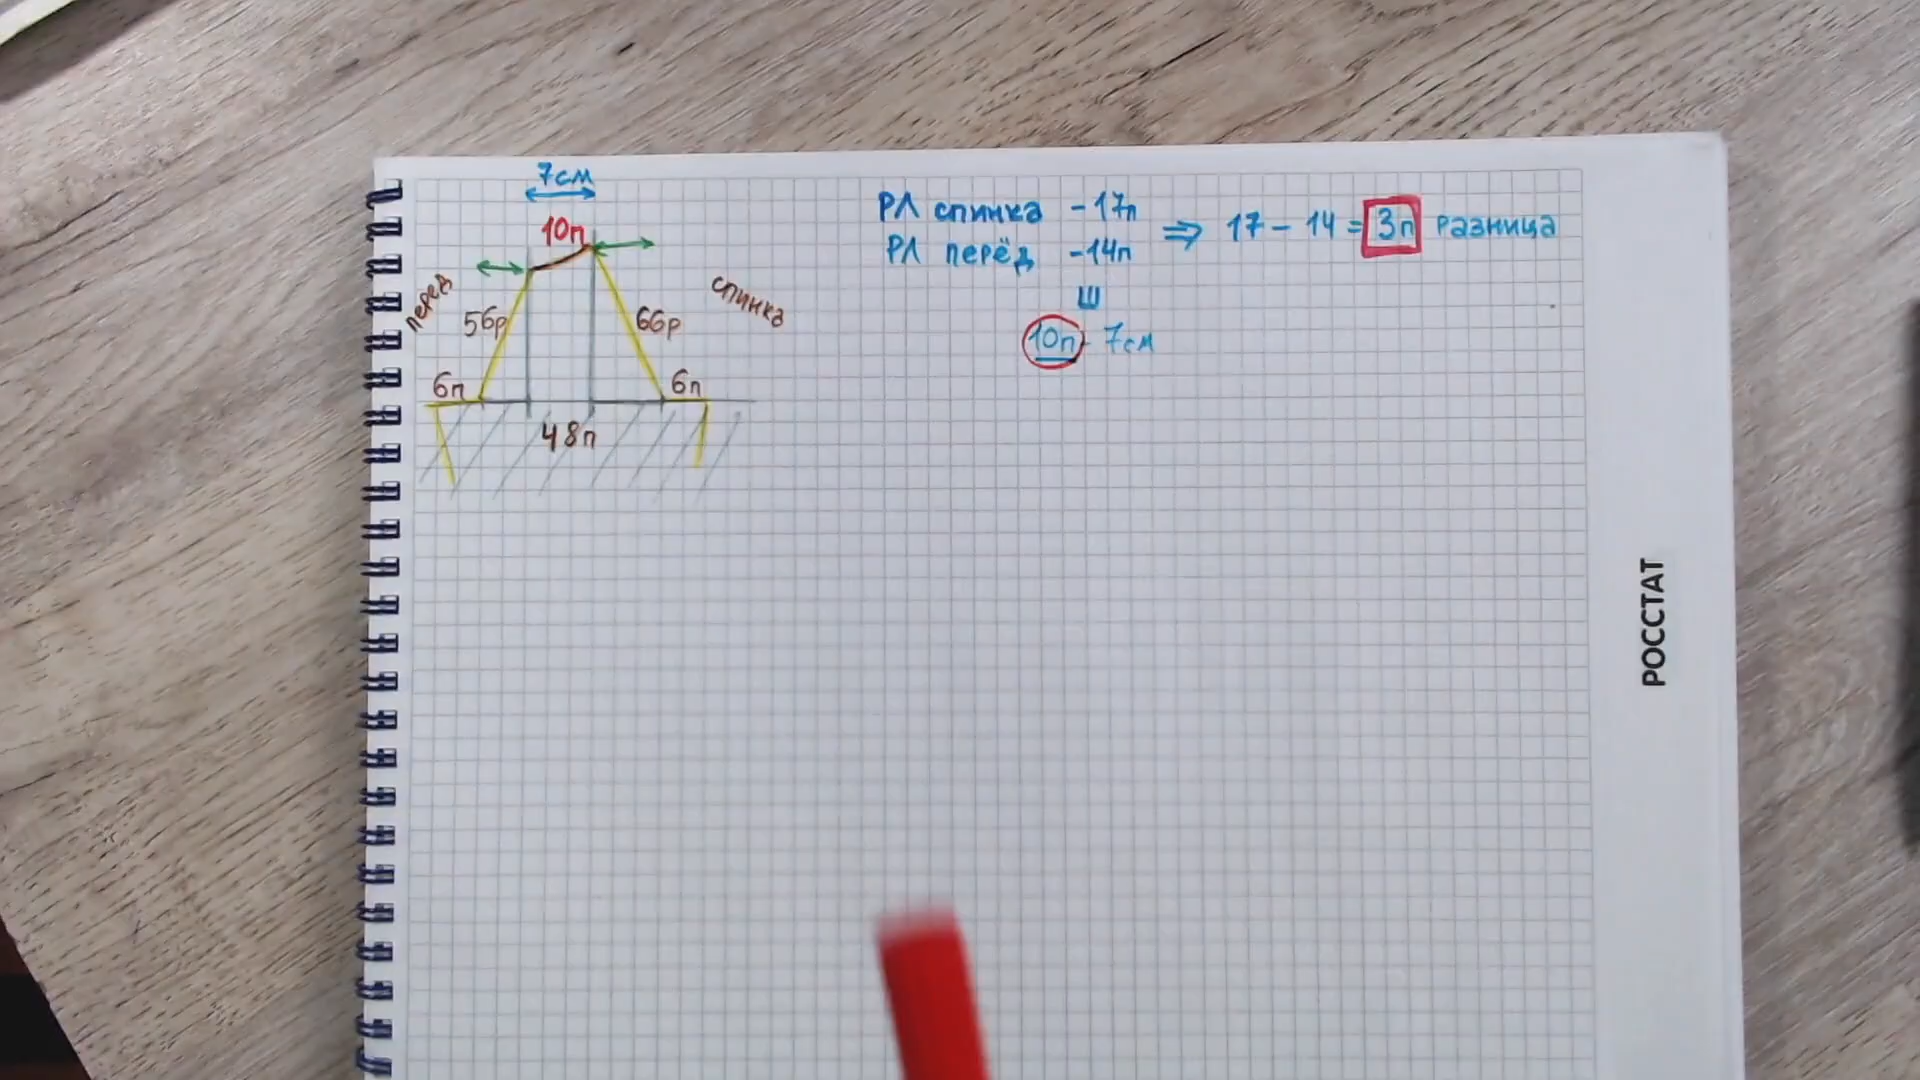 7см
10п
перед
56р
66р
спинка
6п
6п
48п
РЛ спинка -17п
РЛ перёд -14п
⇒ 17 - 14 = 3п разница
10п - 7см
РОССТАТ